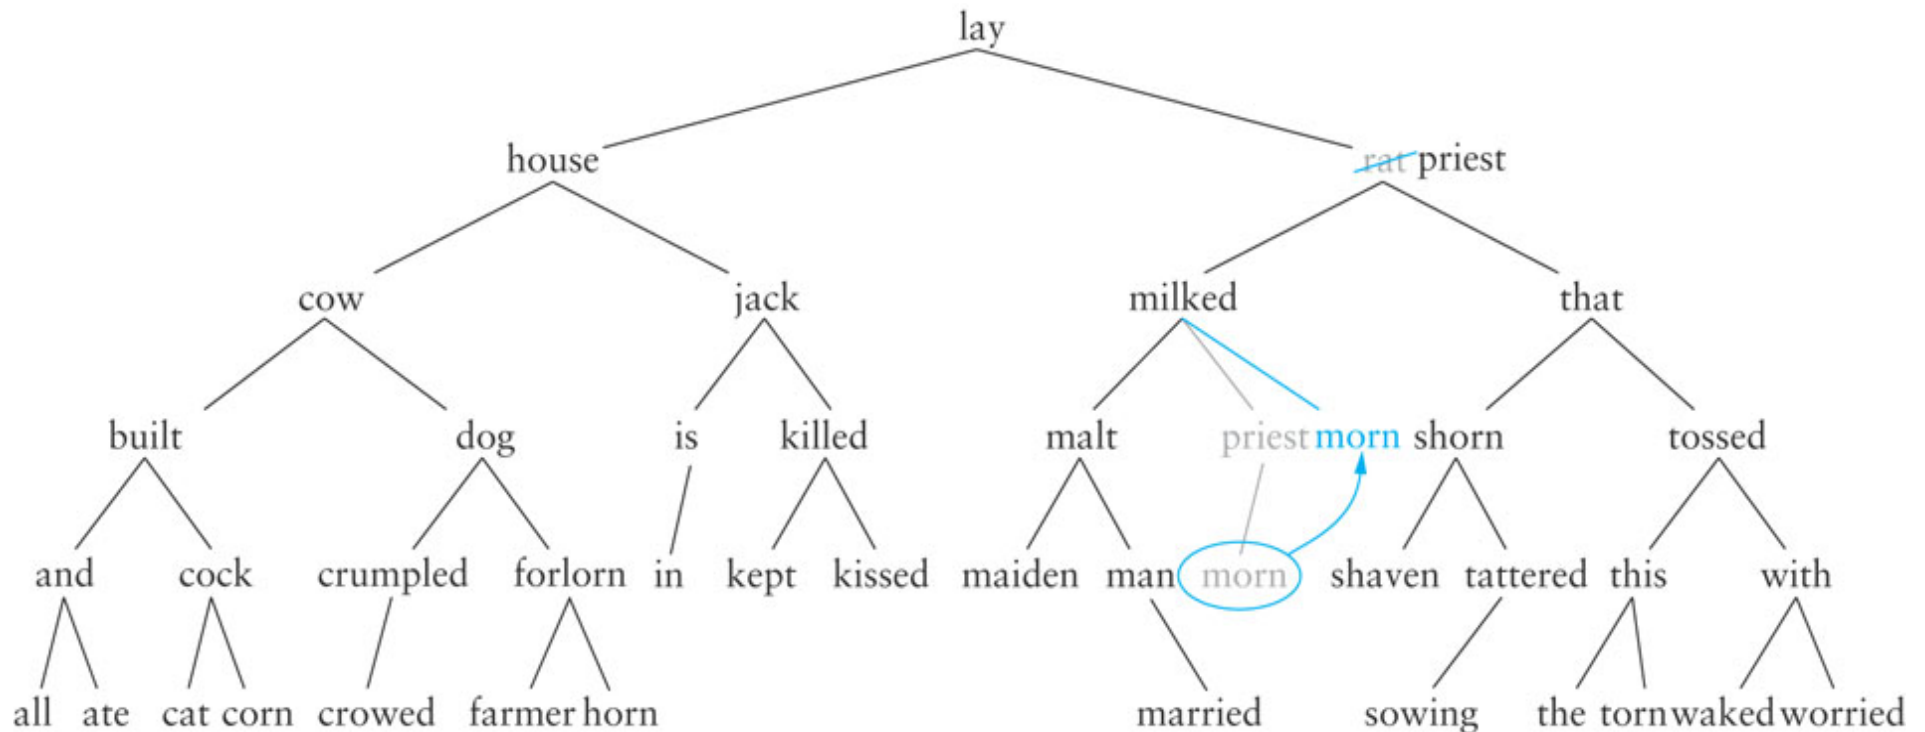 lay
house rat priest
cow jack milked that
built dog is killed malt priest morn shorn tossed
and cock crumpled forlorn in kept kissed maiden man morn shaven tattered this with
all ate cat corn crowed farmer horn married sowing the torn waked worried